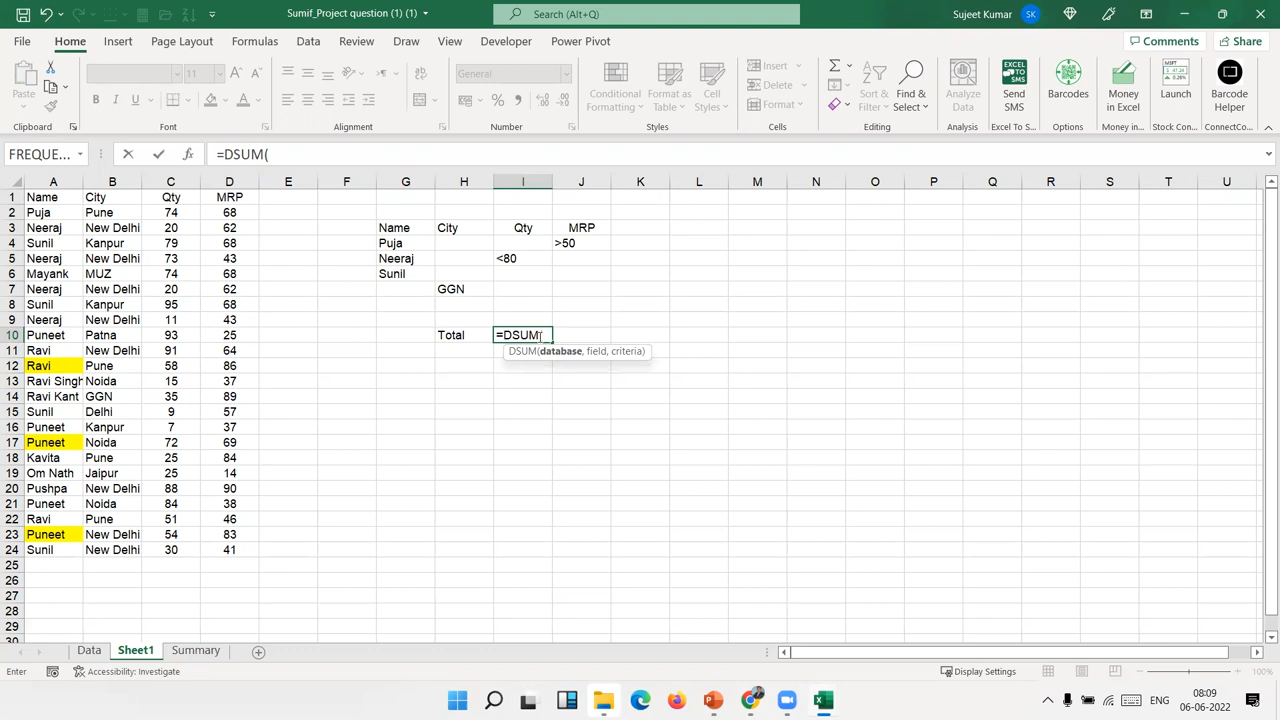 Sumif_Project question (1) (1)
Search (Alt+Q)
Sujeet Kumar SK
File Home Insert Page Layout Formulas Data Review View Draw Developer Power Pivot Comments Share
Paste
11
General
Conditional Formatting
Format as Table
Cell Styles
Insert
Delete
Format
Sort & Filter
Find & Select
Analyze Data
EXCEL TO SMS
Send SMS
Barcodes
Money in Excel
Launch
Barcode Helper
Clipboard Font Alignment Number Styles Cells Editing Analysis Excel To S... Options Money in... Stock Con... ConnectCo...
FREQUE... fx =DSUM(
A B C D E F G H I J K L M N O P Q R S T U
1 Name City Qty MRP
2 Puja Pune 74 68
3 Neeraj New Delhi 20 62 Name City Qty MRP
4 Sunil Kanpur 79 68 Puja >50
5 Neeraj New Delhi 73 43 Neeraj <80
6 Mayank MUZ 74 68 Sunil
7 Neeraj New Delhi 20 62 GGN
8 Sunil Kanpur 95 68
9 Neeraj New Delhi 11 43
10 Puneet Patna 93 25 Total =DSUM(
11 Ravi New Delhi 91 64 DSUM(database, field, criteria)
12 Ravi Pune 58 86
13 Ravi Singh Noida 15 37
14 Ravi Kant GGN 35 89
15 Sunil Delhi 9 57
16 Puneet Kanpur 7 37
17 Puneet Noida 72 69
18 Kavita Pune 25 84
19 Om Nath Jaipur 25 14
20 Pushpa New Delhi 88 90
21 Puneet Noida 84 38
22 Ravi Pune 51 46
23 Puneet New Delhi 54 83
24 Sunil New Delhi 30 41
25
26
27
28
29
30
Data Sheet1 Summary
Enter Accessibility: Investigate Display Settings 100%
ENG 08:09
06-06-2022